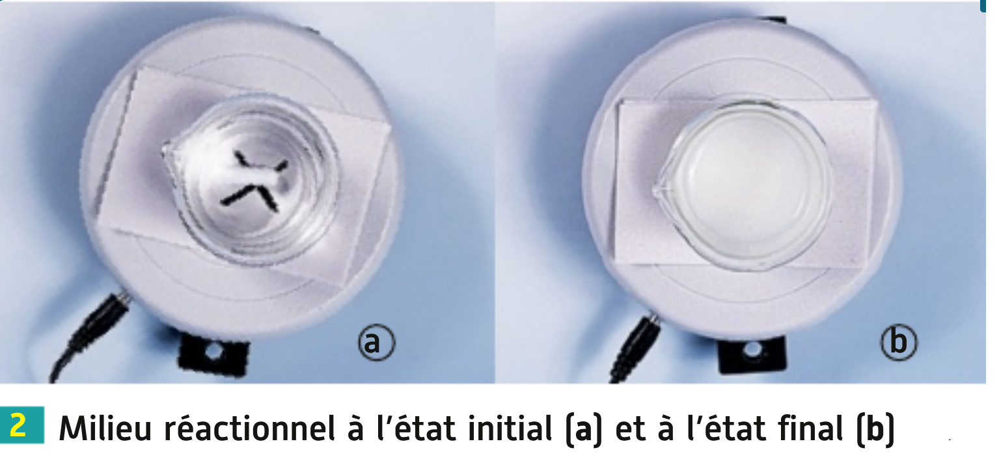 a
b
2 Milieu réactionnel à l'état initial (a) et à l'état final (b)